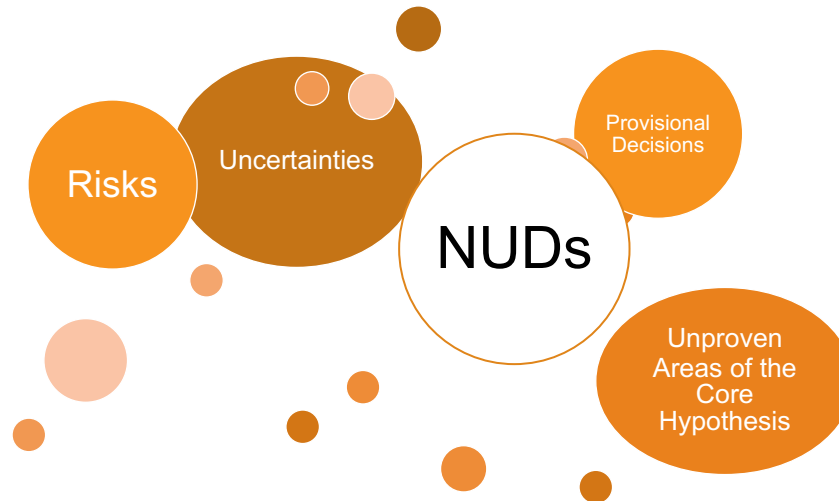 Risks
Uncertainties
NUDs
Provisional
Decisions
Unproven
Areas of the
Core
Hypothesis